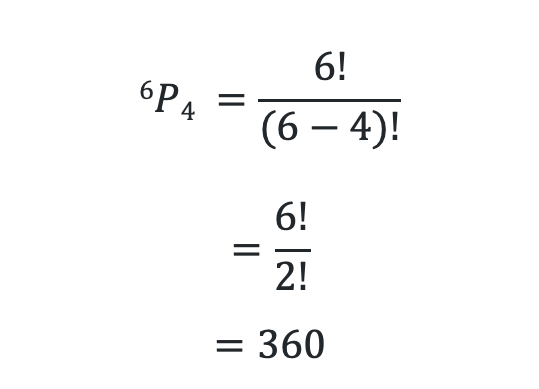 ⁶P₄ = 6! / (6 − 4)!
= 6! / 2!
= 360